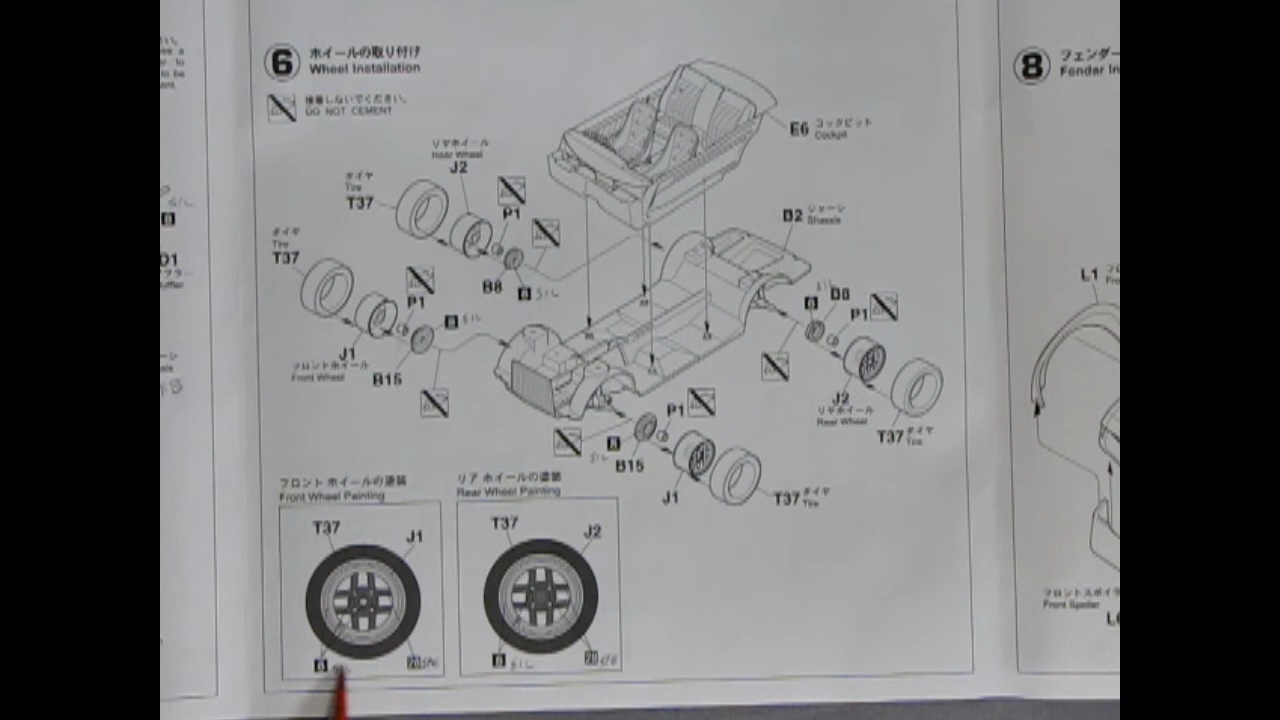 6
ホイールの取り付け
Wheel Installation
接着しないでください。
DO NOT CEMENT
E6 コックピット
Cockpit
リヤホイール
Rear Wheel
J2
タイヤ
Tire
T37
P1
B2 シャーシ
Chassis
タイヤ
Tire
T37
B8
8 SIL
P1
8 SIL
J1
フロントホイール
Front Wheel
B15
SIL
8
B8
P1
J2
リヤホイール
Rear Wheel
T37 タイヤ
Tire
P1
8
SIL
B15
J1
T37 タイヤ
Tire
フロント ホイールの塗装
Front Wheel Painting
T37
J1
8
28
リア ホイールの塗装
Rear Wheel Painting
T37
J2
8 SIL
28
8
フェンダー
Fender In
L1
フロントスポイラ
Front Spoiler